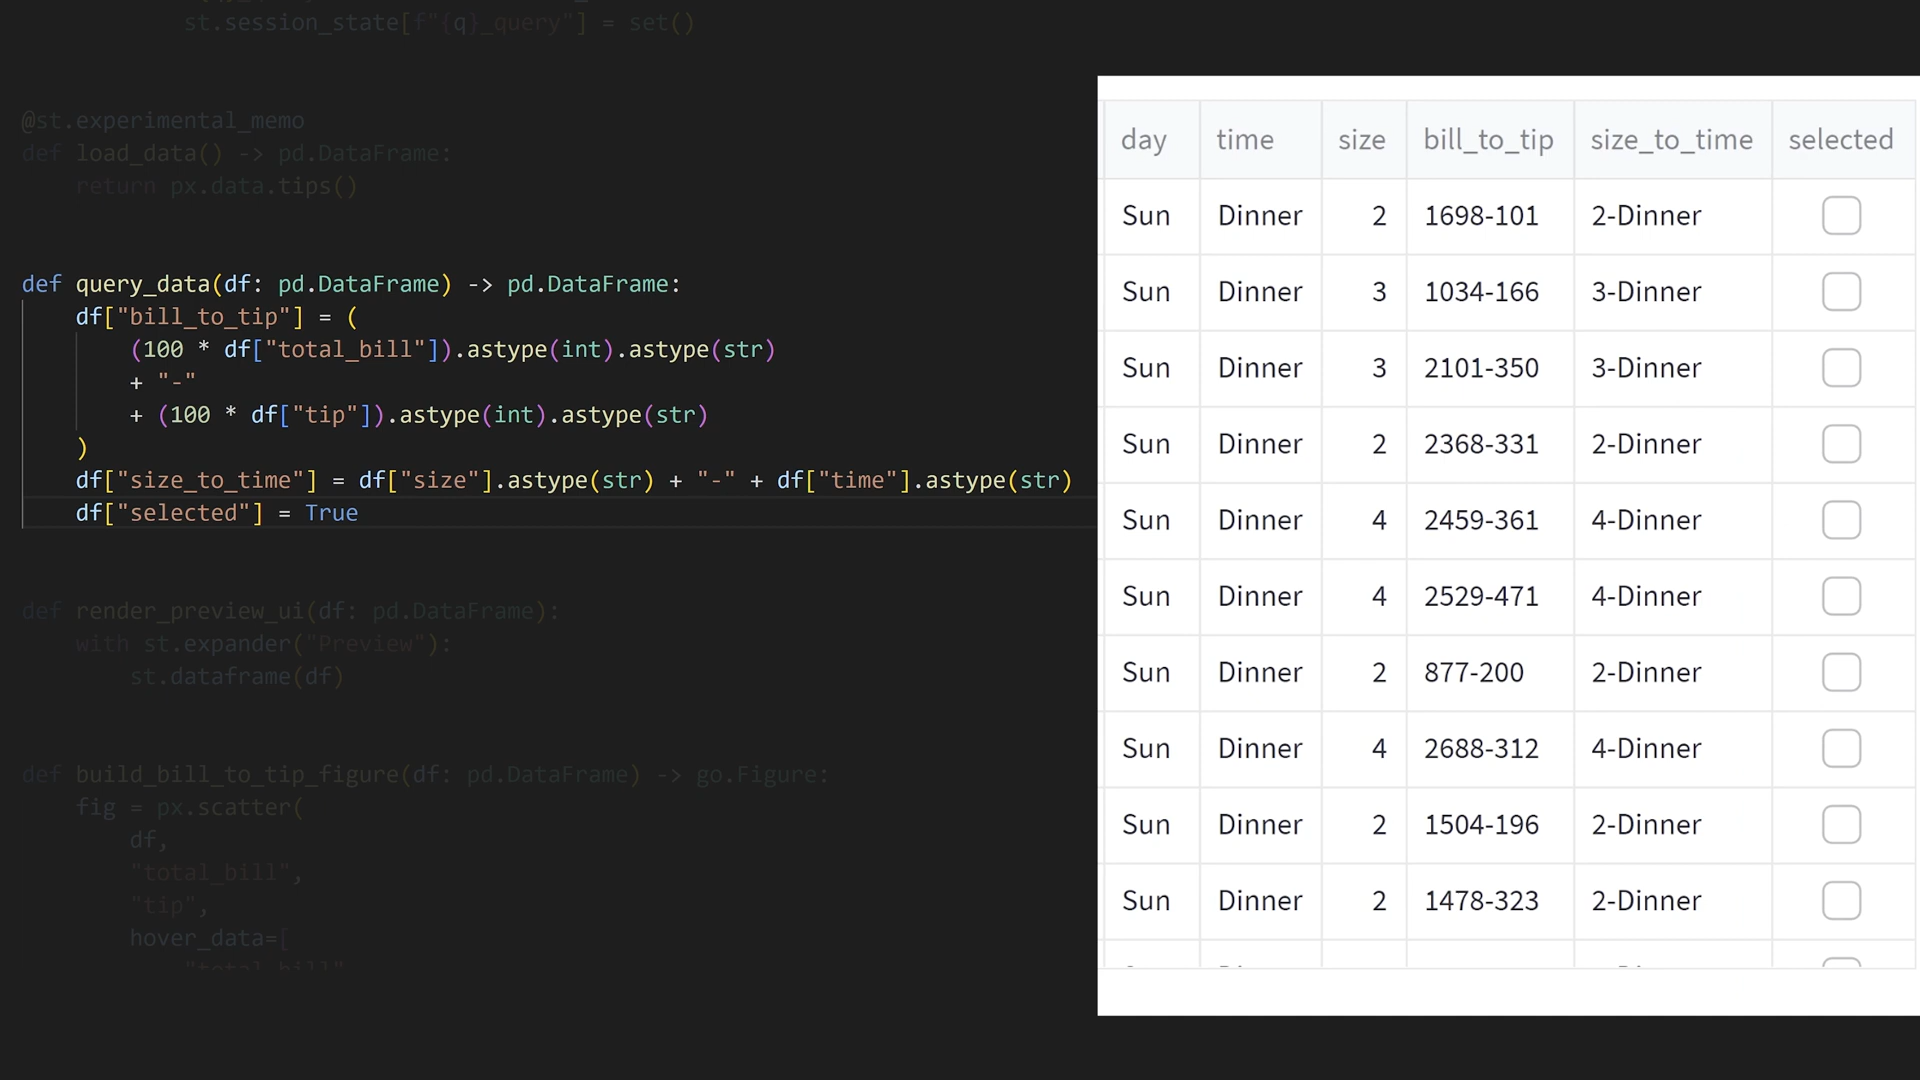 st.session_state[f"{q}_query"] = set()
@st.experimental_memo
def load_data() -> pd.DataFrame:
    return px.data.tips()
def query_data(df: pd.DataFrame) -> pd.DataFrame:
    df["bill_to_tip"] = (
        (100 * df["total_bill"]).astype(int).astype(str)
        + "-"
        + (100 * df["tip"]).astype(int).astype(str)
    )
    df["size_to_time"] = df["size"].astype(str) + "-" + df["time"].astype(str)
    df["selected"] = True
def render_preview_ui(df: pd.DataFrame):
    with st.expander("Preview"):
        st.dataframe(df)
def build_bill_to_tip_figure(df: pd.DataFrame) -> go.Figure:
    fig = px.scatter(
        df,
        "total_bill",
        "tip",
        hover_data=[
            "total_bill"
day time size bill_to_tip size_to_time selected
Sun Dinner 2 1698-101 2-Dinner
Sun Dinner 3 1034-166 3-Dinner
Sun Dinner 3 2101-350 3-Dinner
Sun Dinner 2 2368-331 2-Dinner
Sun Dinner 4 2459-361 4-Dinner
Sun Dinner 4 2529-471 4-Dinner
Sun Dinner 2 877-200 2-Dinner
Sun Dinner 4 2688-312 4-Dinner
Sun Dinner 2 1504-196 2-Dinner
Sun Dinner 2 1478-323 2-Dinner